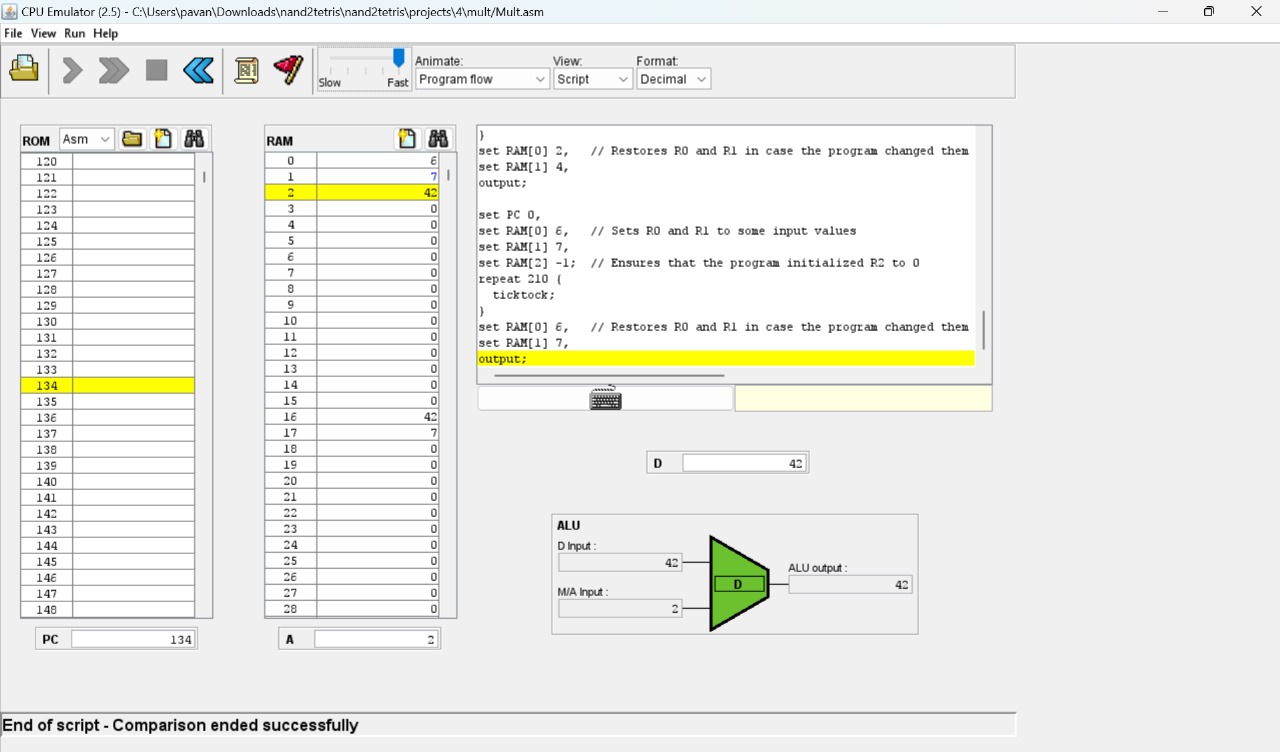 CPU Emulator (2.5) - C:\Users\pavan\Downloads\nand2tetris\nand2tetris\projects\4\mult/Mult.asm
File View Run Help
Slow Fast
Animate:
Program flow
View:
Script
Format:
Decimal
ROM Asm
120
121
122
123
124
125
126
127
128
129
130
131
132
133
134
135
136
137
138
139
140
141
142
143
144
145
146
147
148
PC 134
RAM
0 6
1 7
2 42
3 0
4 0
5 0
6 0
7 0
8 0
9 0
10 0
11 0
12 0
13 0
14 0
15 0
16 42
17 7
18 0
19 0
20 0
21 0
22 0
23 0
24 0
25 0
26 0
27 0
28 0
A 2
}
set RAM[0] 2, // Restores R0 and R1 in case the program changed them
set RAM[1] 4,
output;
set PC 0,
set RAM[0] 6, // Sets R0 and R1 to some input values
set RAM[1] 7,
set RAM[2] -1; // Ensures that the program initialized R2 to 0
repeat 210 {
ticktock;
}
set RAM[0] 6, // Restores R0 and R1 in case the program changed them
set RAM[1] 7,
output;
D 42
ALU
D Input :
42
M/A Input :
2
D
ALU output :
42
End of script - Comparison ended successfully